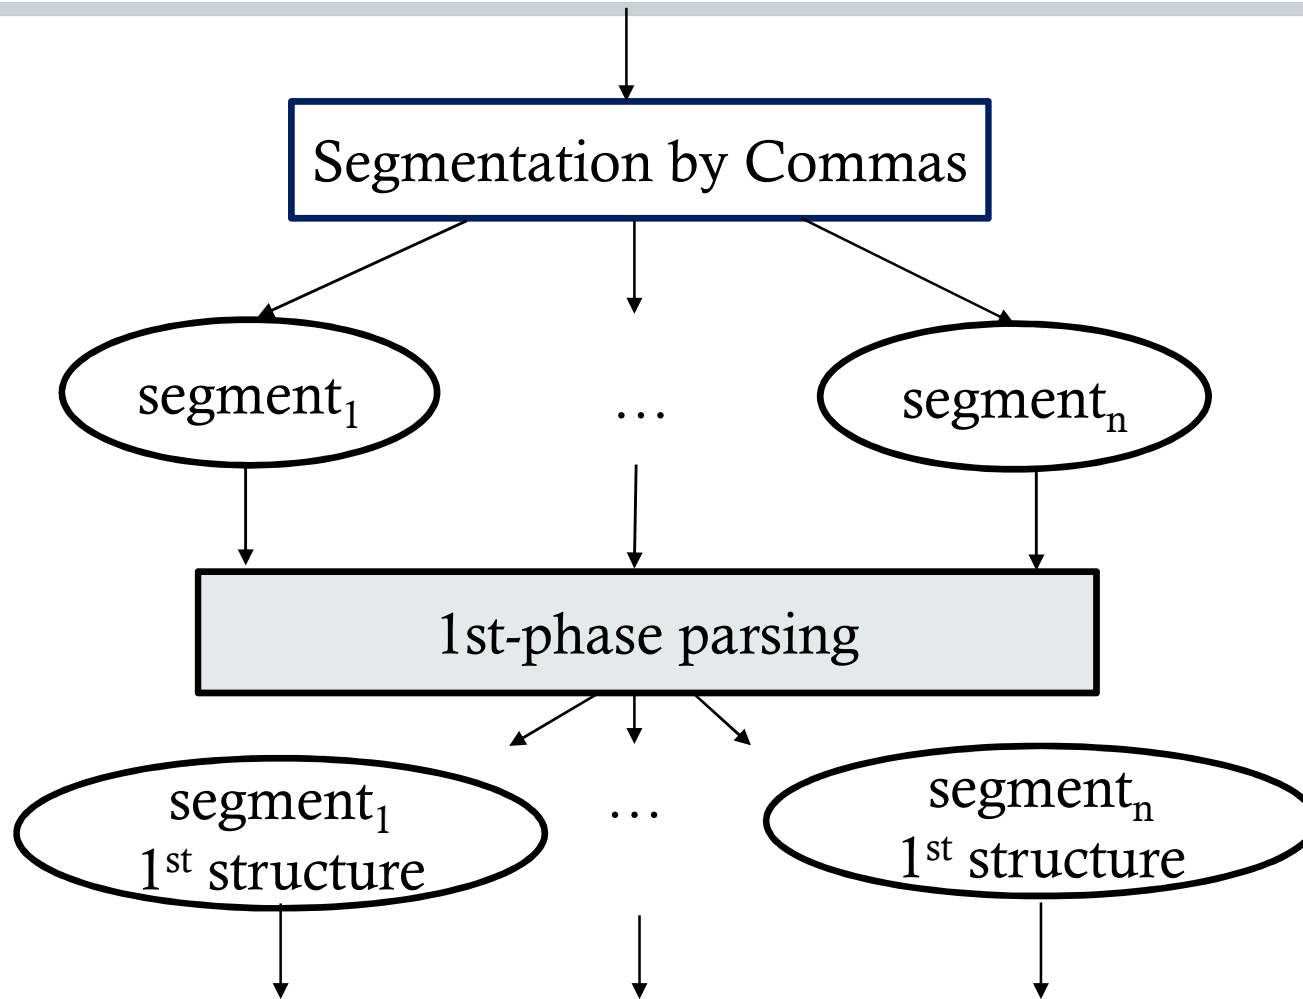 Segmentation by Commas
segment₁ … segmentₙ
1st-phase parsing
segment₁ … segmentₙ
1ˢᵗ structure 1ˢᵗ structure